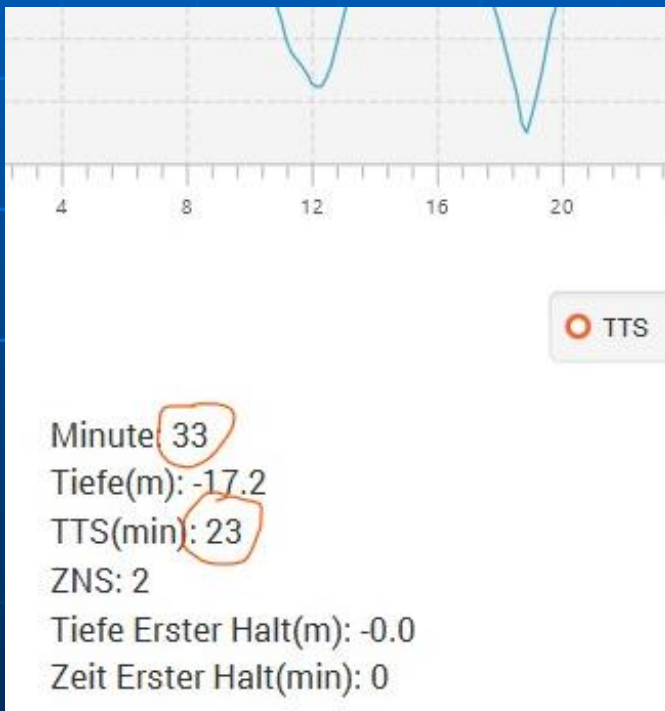 4 8 12 16 20
TTS
Minute: 33
Tiefe(m): -17.2
TTS(min): 23
ZNS: 2
Tiefe Erster Halt(m): -0.0
Zeit Erster Halt(min): 0